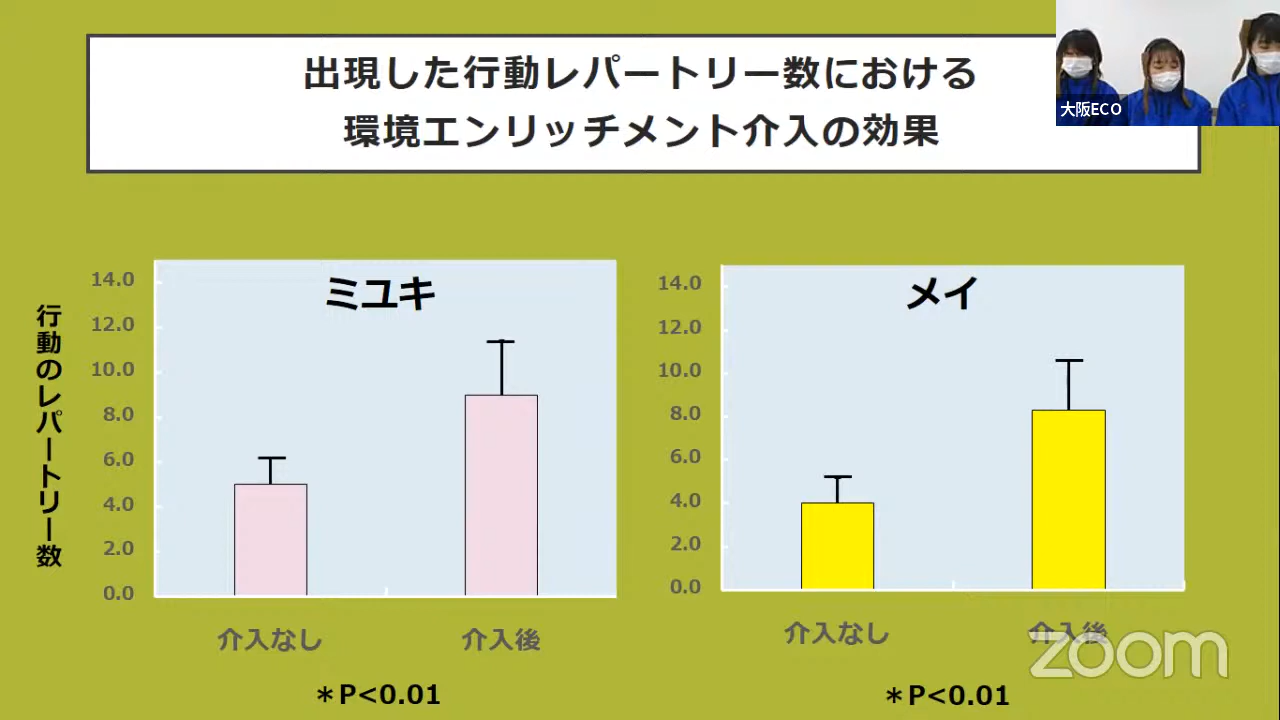 出現した行動レパートリー数における
環境エンリッチメント介入の効果
大阪ECO
行動のレパートリー数
ミユキ
14.0
12.0
10.0
8.0
6.0
4.0
2.0
0.0
介入なし
介入後
＊P<0.01
メイ
14.0
12.0
10.0
8.0
6.0
4.0
2.0
0.0
介入なし
介入後
＊P<0.01
zoom